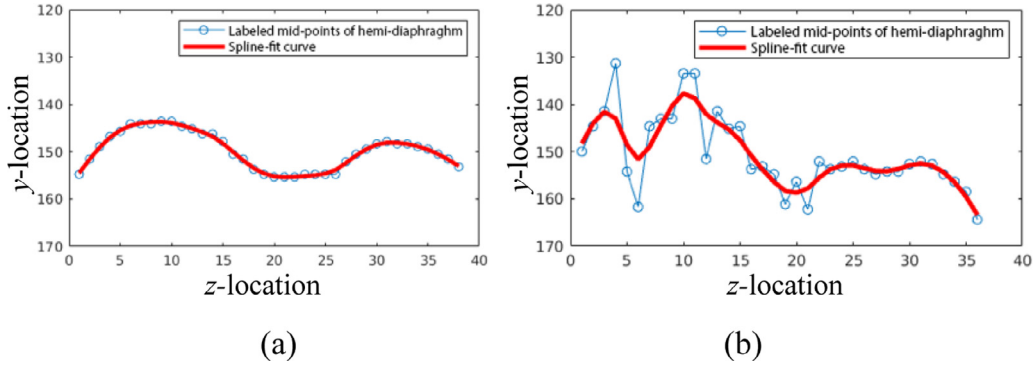 120
130
140
150
160
170
y-location
0 5 10 15 20 25 30 35 40
z-location
Labeled mid-points of hemi-diaphraghm
Spline-fit curve
(a)
120
130
140
150
160
170
y-location
0 5 10 15 20 25 30 35 40
z-location
Labeled mid-points of hemi-diaphraghm
Spline-fit curve
(b)